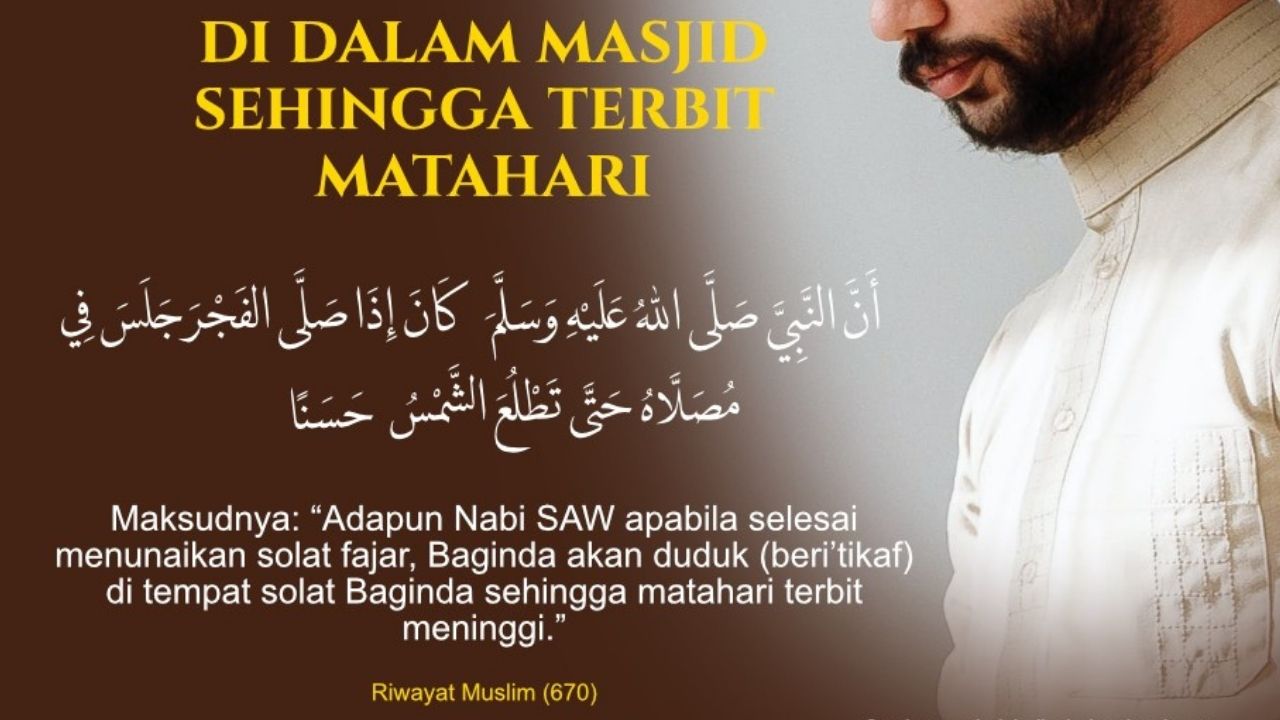 DI DALAM MASJID
SEHINGGA TERBIT
MATAHARI
أَنَّ النَّبِيَّ صَلَّى اللهُ عَلَيْهِ وَسَلَّمَ كَانَ إِذَا صَلَّى الفَجْرَ جَلَسَ فِي
مُصَلَّاهُ حَتَّى تَطْلُعَ الشَّمْسُ حَسَنًا
Maksudnya: “Adapun Nabi SAW apabila selesai
menunaikan solat fajar, Baginda akan duduk (beri’tikaf)
di tempat solat Baginda sehingga matahari terbit
meninggi.”
Riwayat Muslim (670)